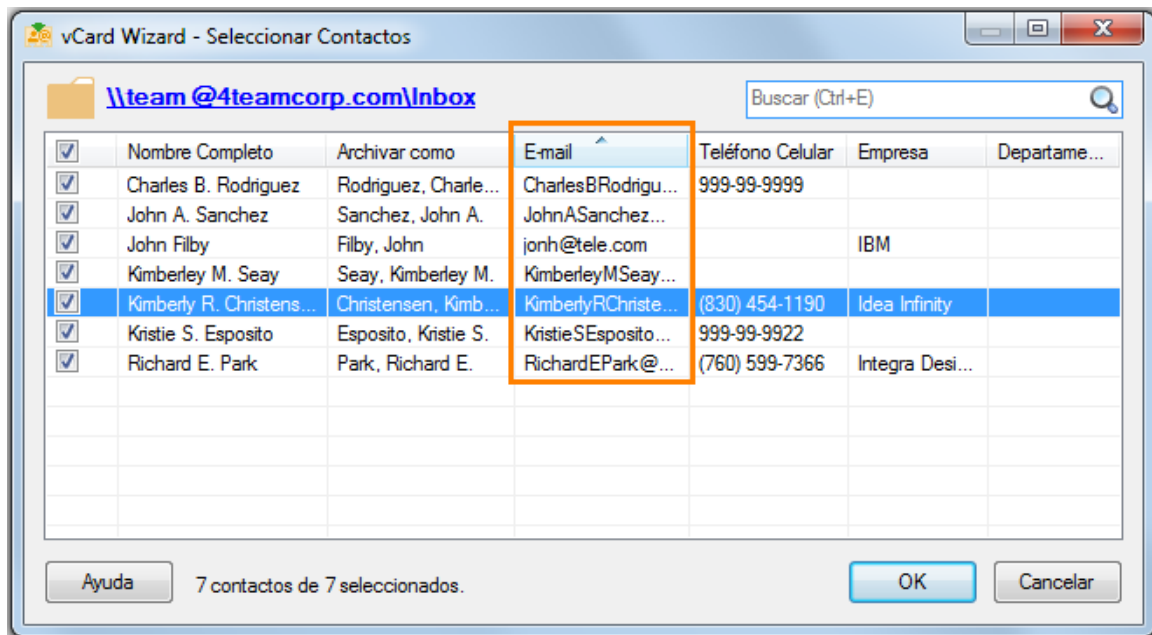 vCard Wizard - Seleccionar Contactos
\\team @4teamcorp.com\Inbox Buscar (Ctrl+E)
Nombre Completo Archivar como E-mail Teléfono Celular Empresa Departame...
Charles B. Rodriguez Rodriguez, Charle... CharlesBRodrigu... 999-99-9999
John A. Sanchez Sanchez, John A. JohnASanchez...
John Filby Filby, John jonh@tele.com IBM
Kimberley M. Seay Seay, Kimberley M. KimberleyMSeay...
Kimberly R. Christens... Christensen, Kimb... KimberlyRChriste... (830) 454-1190 Idea Infinity
Kristie S. Esposito Esposito, Kristie S. KristieSEsposito... 999-99-9922
Richard E. Park Park, Richard E. RichardEPark@... (760) 599-7366 Integra Desi...
Ayuda 7 contactos de 7 seleccionados. OK Cancelar